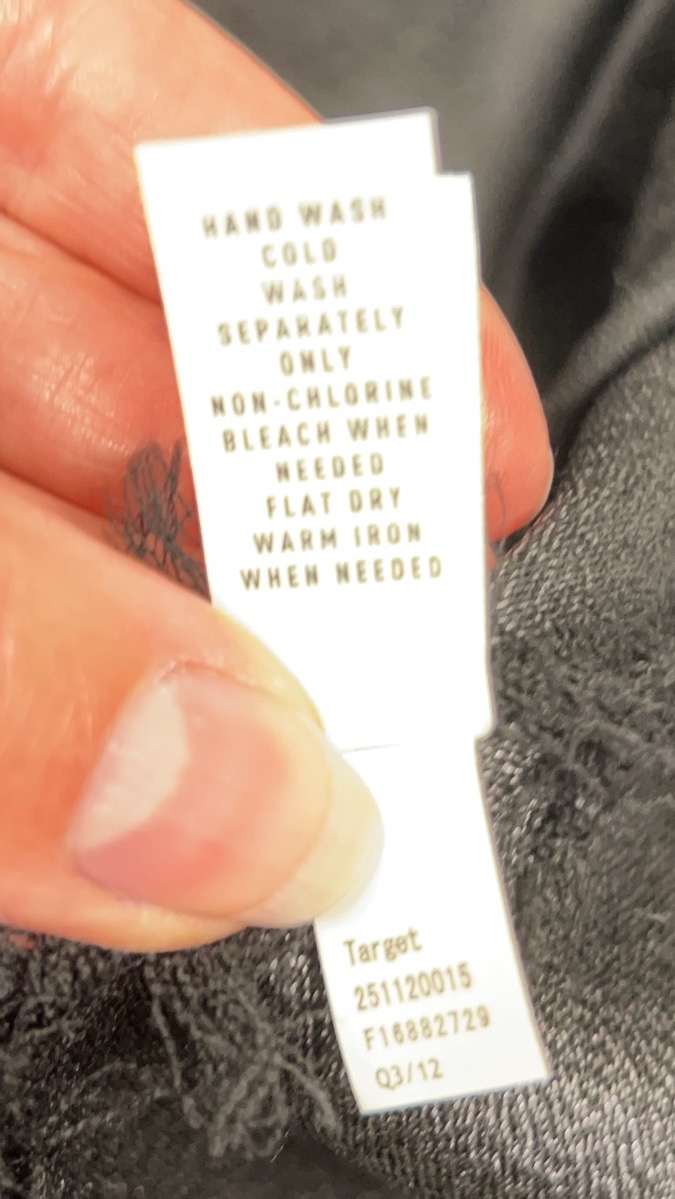 HAND WASH
COLD
WASH
SEPARATELY
ONLY
NON-CHLORINE
BLEACH WHEN
NEEDED
FLAT DRY
WARM IRON
WHEN NEEDED
Target
251120015
F16882729
Q3/12